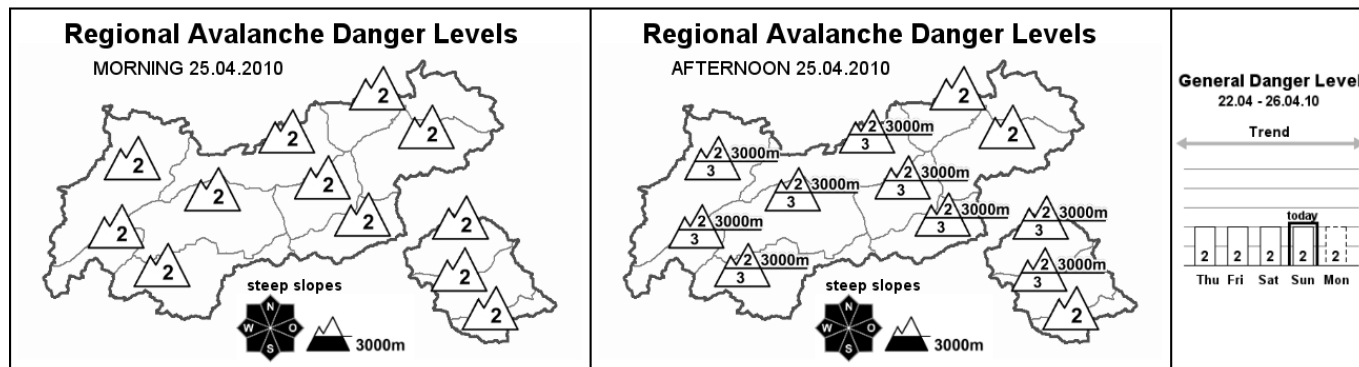 Regional Avalanche Danger Levels
MORNING 25.04.2010
2
2
2
2
2
2
2
2
2
2
2
2
steep slopes
N
W O
S
3000m
Regional Avalanche Danger Levels
AFTERNOON 25.04.2010
2
2 3000m
3
2
2 3000m
3
2 3000m
3
2 3000m
3
2 3000m
3
2 3000m
3
2 3000m
3
2 3000m
3
2 3000m
3
2
steep slopes
N
W O
S
3000m
General Danger Level
22.04 - 26.04.10
Trend
today
2 2 2 2 2
Thu Fri Sat Sun Mon